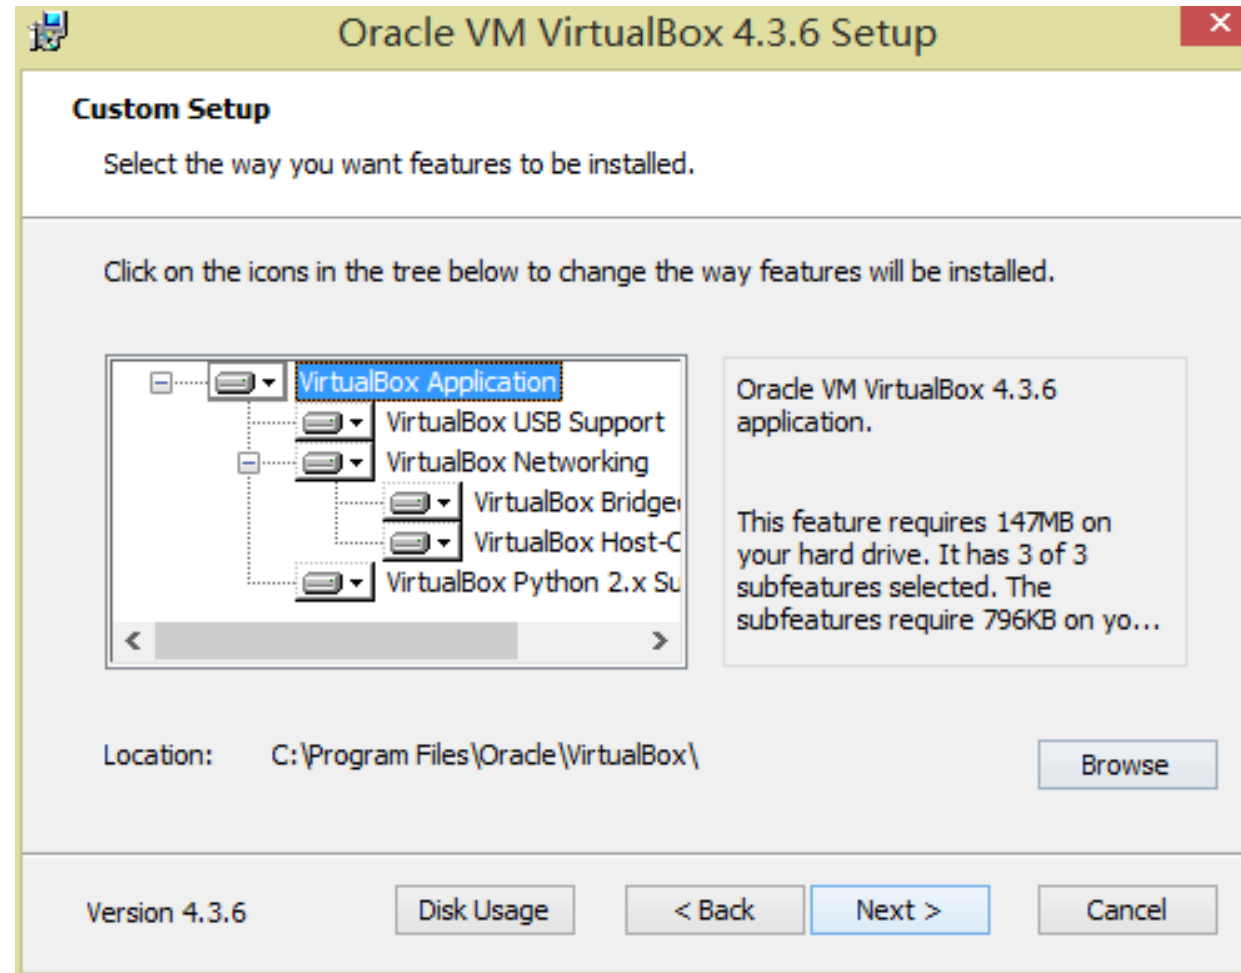 Oracle VM VirtualBox 4.3.6 Setup
Custom Setup
Select the way you want features to be installed.
Click on the icons in the tree below to change the way features will be installed.
VirtualBox Application
VirtualBox USB Support
VirtualBox Networking
VirtualBox Bridge
VirtualBox Host-C
VirtualBox Python 2.x Su
Oracle VM VirtualBox 4.3.6
application.
This feature requires 147MB on
your hard drive. It has 3 of 3
subfeatures selected. The
subfeatures require 796KB on yo...
Location: C:\Program Files\Oracle\VirtualBox\
Browse
Version 4.3.6
Disk Usage
< Back
Next >
Cancel